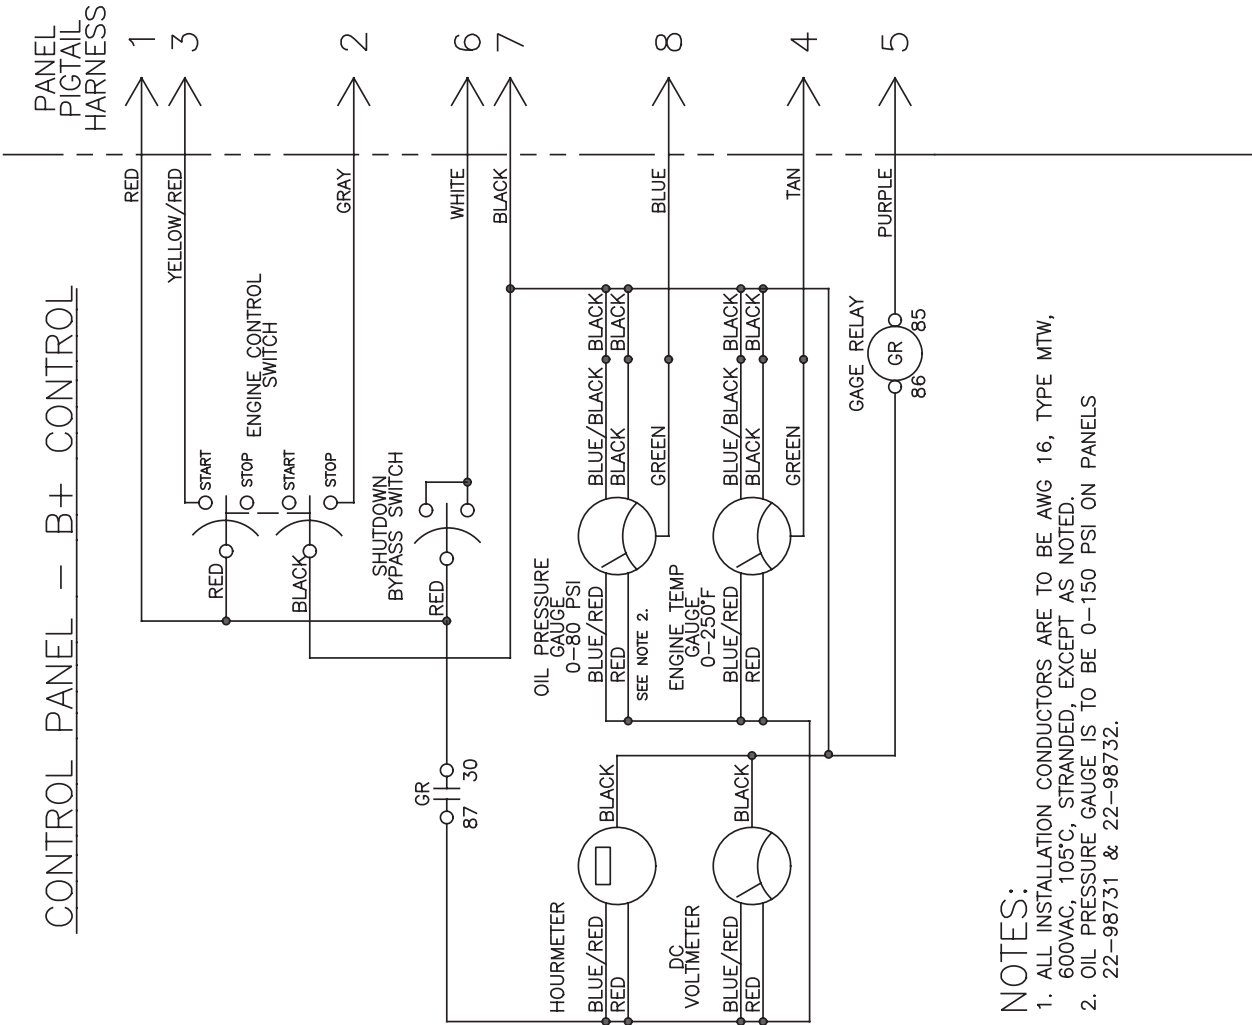 CONTROL PANEL – B+ CONTROL
PANEL
PIGTAIL
HARNESS
1
3
2
6
7
8
4
5
RED
YELLOW/RED
GRAY
WHITE
BLACK
BLUE
TAN
PURPLE
ENGINE CONTROL
SWITCH
START
STOP
START
STOP
RED
BLACK
SHUTDOWN
BYPASS SWITCH
RED
GR
30
87
OIL PRESSURE
GAUGE
0–80 PSI
BLUE/RED
RED
SEE NOTE 2.
BLUE/BLACK
BLACK
BLACK
BLACK
GREEN
ENGINE TEMP
GAUGE
0–250°F
BLUE/RED
RED
BLUE/BLACK
BLACK
BLACK
BLACK
GREEN
GAGE RELAY
GR
86
85
HOURMETER
BLUE/RED
RED
BLACK
DC
VOLTMETER
BLUE/RED
RED
BLACK
NOTES:
1. ALL INSTALLATION CONDUCTORS ARE TO BE AWG 16, TYPE MTW,
600VAC, 105°C, STRANDED, EXCEPT AS NOTED.
2. OIL PRESSURE GAUGE IS TO BE 0–150 PSI ON PANELS
22–98731 & 22–98732.